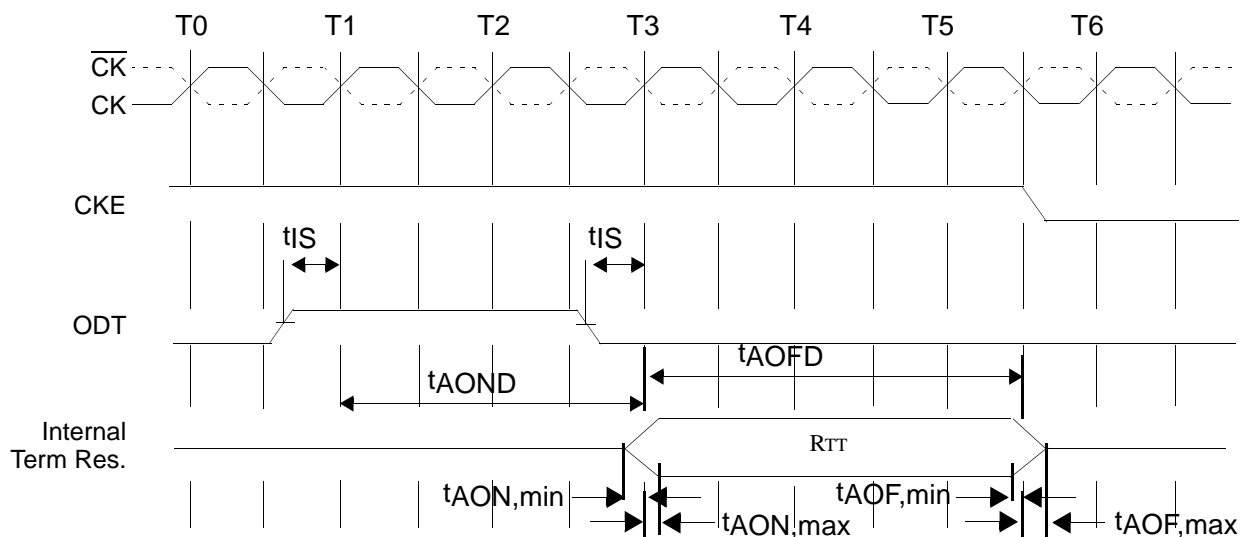 T0 T1 T2 T3 T4 T5 T6
CK
CK
CKE
tIS tIS
ODT
tAOFD
tAOND
Internal
Term Res.
RTT
tAON,min tAOF,min
tAON,max tAOF,max